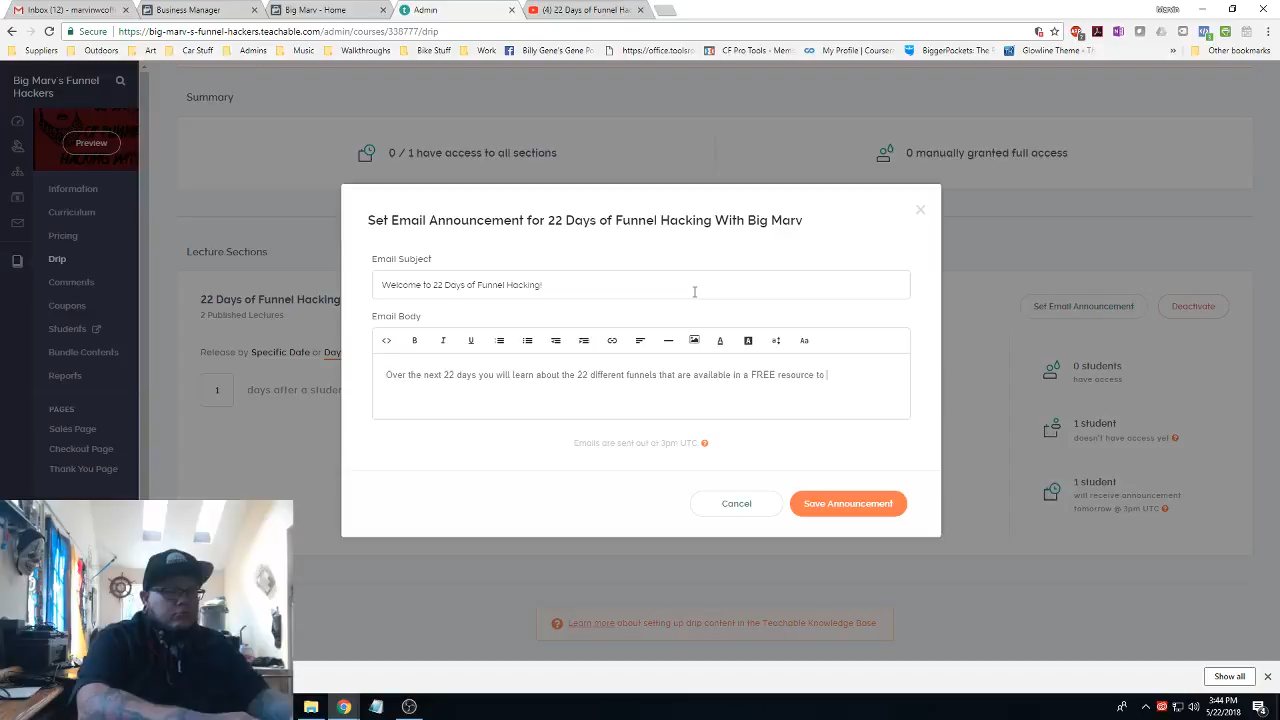 Inbox (12) - marvinwcoff
Business Manager
Big Marv - Home
Admin
(4) 22 Days of Funnel Hac
Marvin
Secure
https://big-marv-s-funnel-hackers.teachable.com/admin/courses/338777/drip
Suppliers
Old
Admin
Music
Walkthroughs
Bike Stuff
Work
Billy Gene's Gene Po
https://office.micros
CF Pro Tools - Memb
My Profile | Courser
BiggerPockets: The
Glowline Theme - T
»
Other bookmarks
Big Marv's Funnel
Hackers
Preview
Information
Curriculum
Pricing
Drip
Comments
Coupons
Students
Bundle Contents
Reports
PAGES
Sales Page
Checkout Page
Thank You Page
Summary
0 / 1 have access to all sections
0 manually granted full access
Lecture Sections
22 Days of Funnel Hacking
2 Published Lectures
Release by Specific Date or Day
1 days after a student
Set Email Announcement
Deactivate
0 students
have access
1 student
doesn't have access yet
1 student
will receive announcement
tomorrow @ 3pm UTC
Set Email Announcement for 22 Days of Funnel Hacking With Big Marv
Email Subject
Welcome to 22 Days of Funnel Hacking!
Email Body
<> B I U A A Aa
Over the next 22 days you will learn about the 22 different funnels that are available in a FREE resource to
Emails are sent out at 3pm UTC
Cancel
Save Announcement
Learn more about setting up drip content in the Teachable Knowledge Base
Show all
3:44 PM
5/22/2018